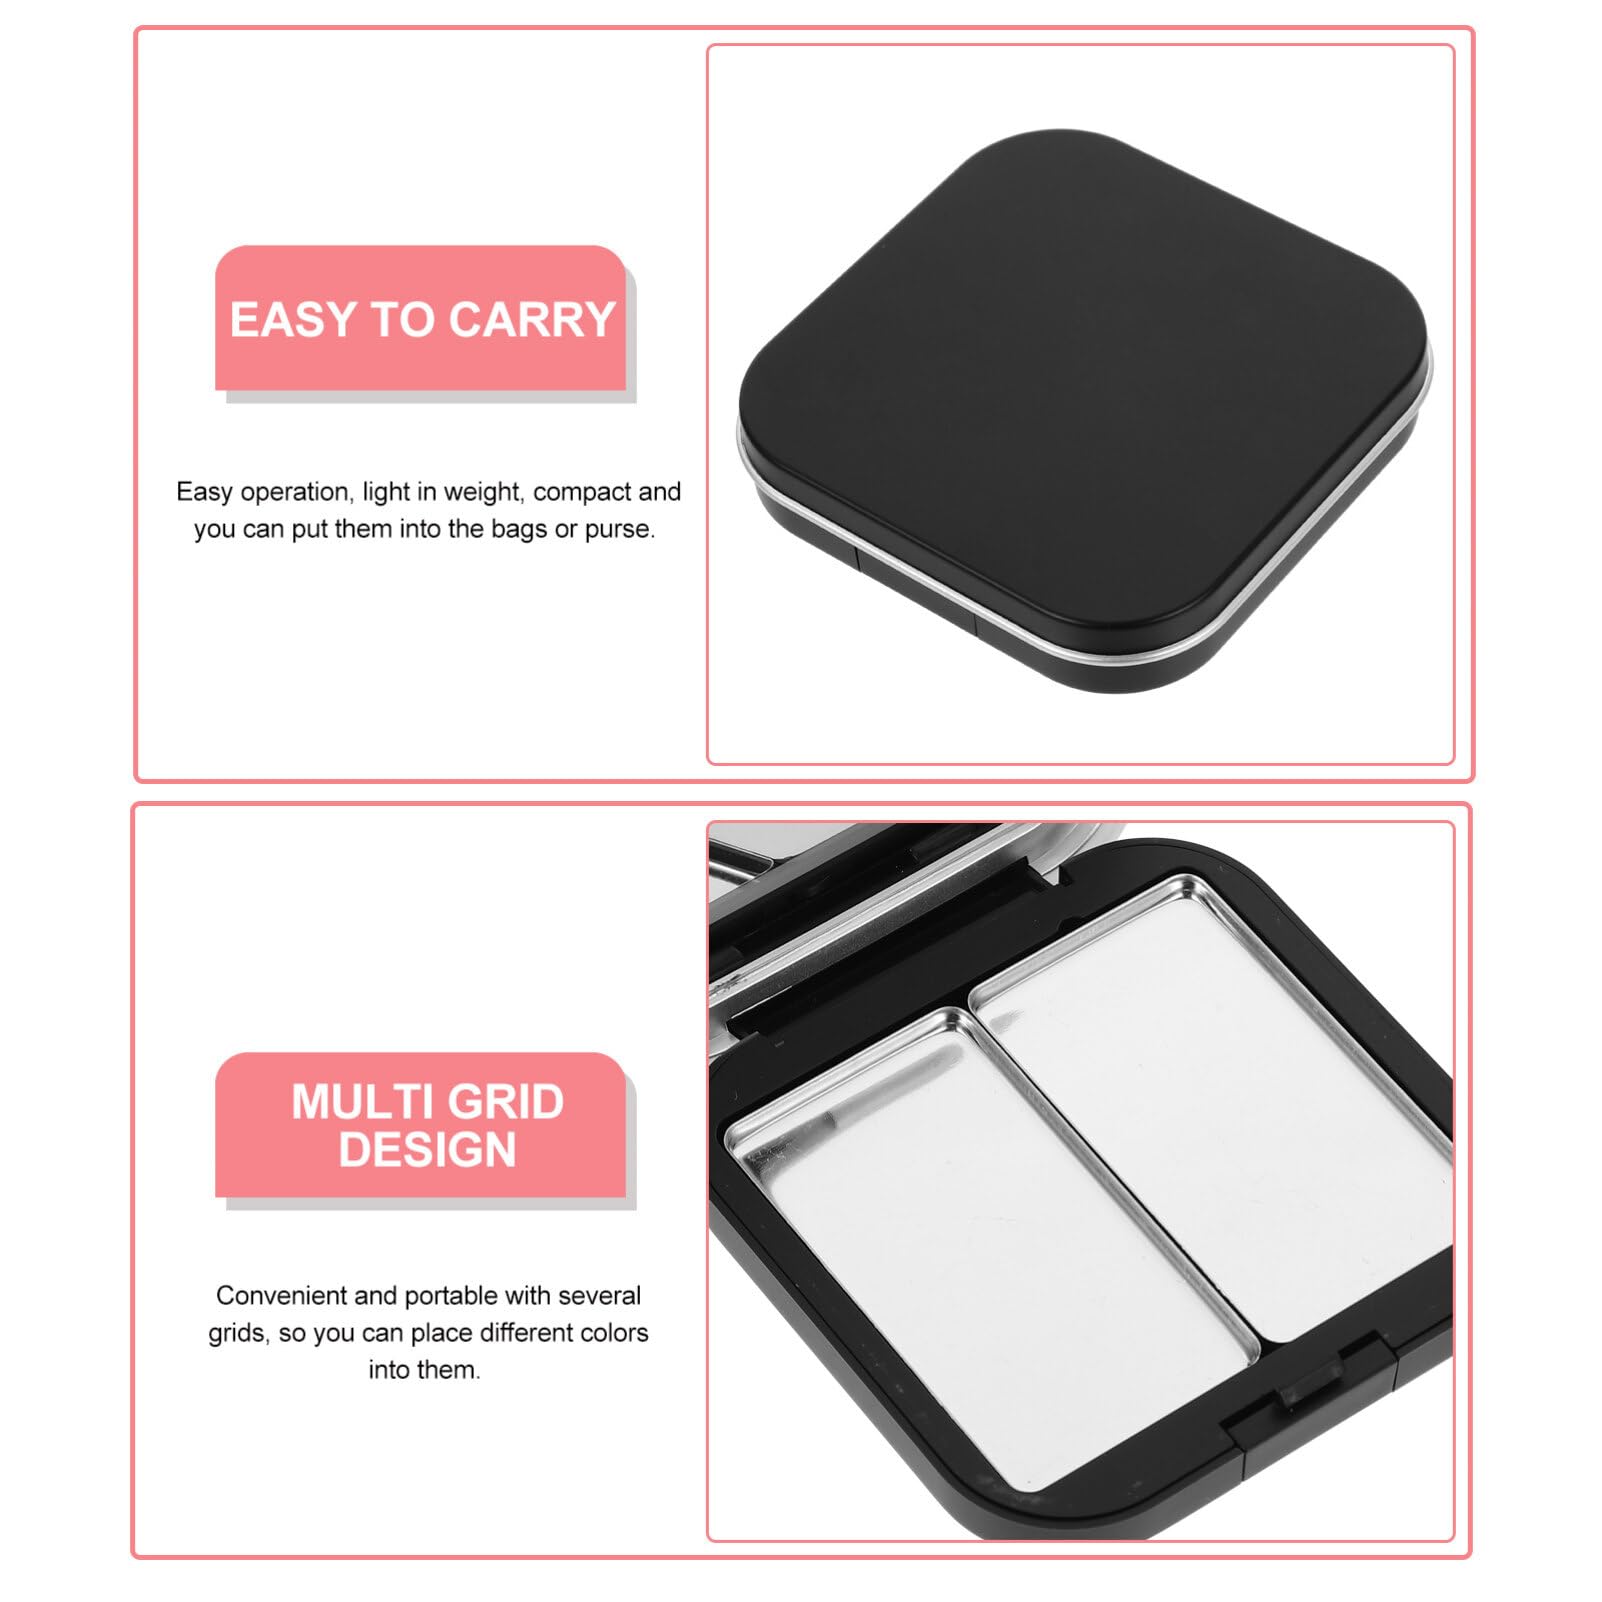 EASY TO CARRY
Easy operation, light in weight, compact and
you can put them into the bags or purse.
MULTI GRID
DESIGN
Convenient and portable with several
grids, so you can place different colors
into them.